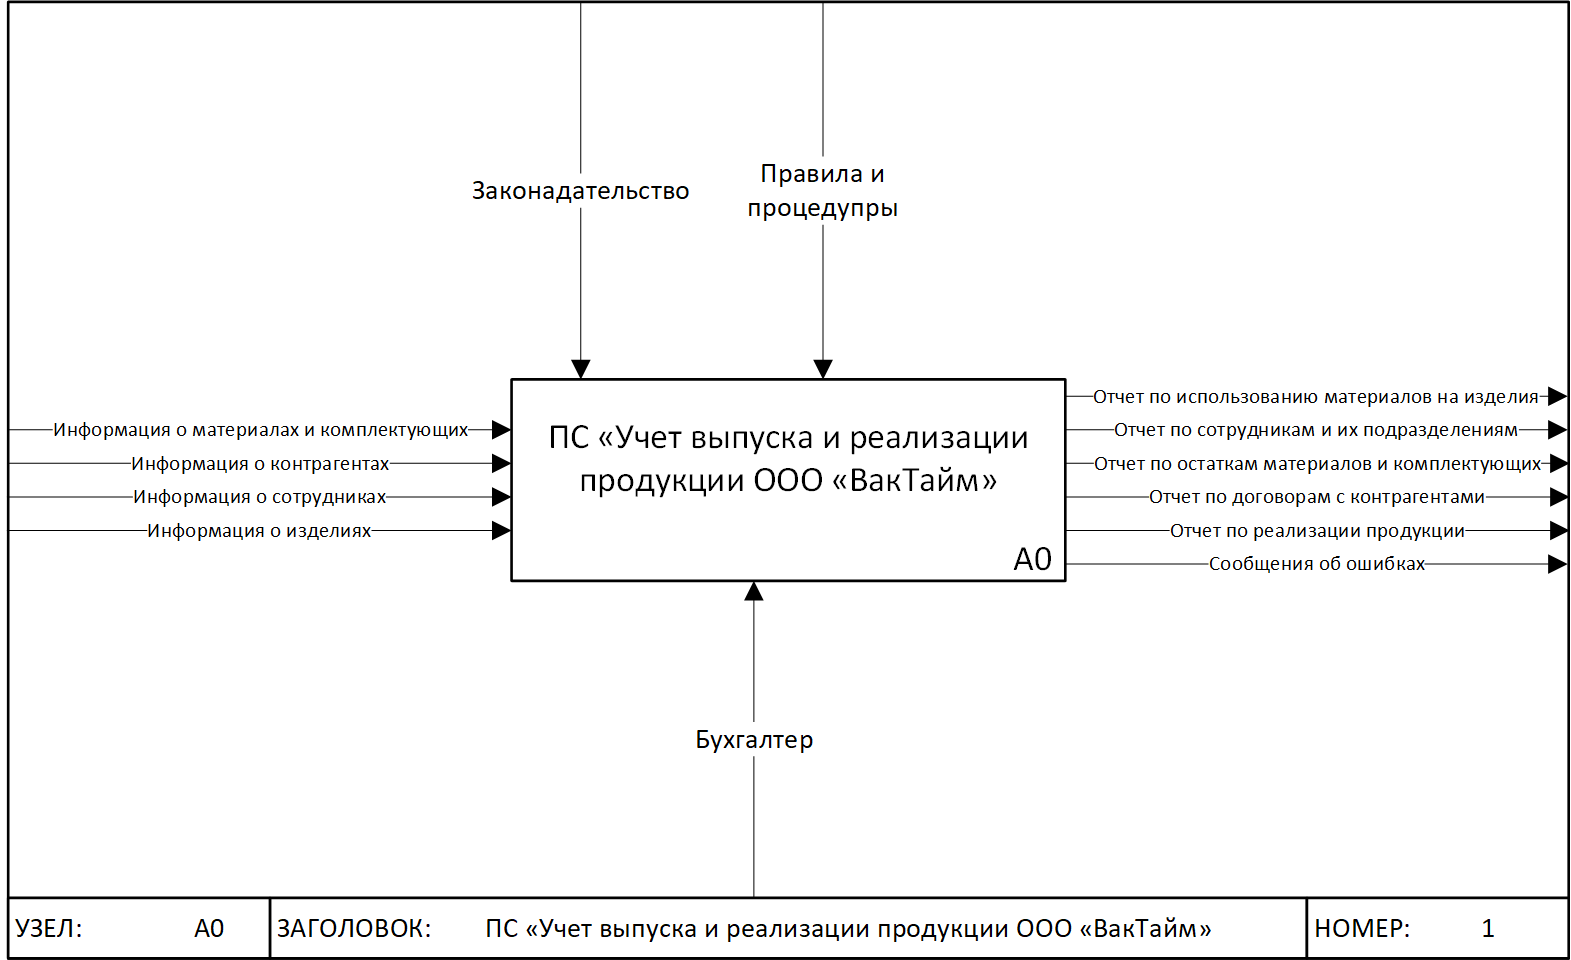 Законадательство
Правила и
процедупры
Информация о материалах и комплектующих
Информация о контрагентах
Информация о сотрудниках
Информация о изделиях
ПС «Учет выпуска и реализации
продукции ООО «ВакТайм»
A0
Отчет по использованию материалов на изделия
Отчет по сотрудникам и их подразделениям
Отчет по остаткам материалов и комплектующих
Отчет по договорам с контрагентами
Отчет по реализации продукции
Сообщения об ошибках
Бухгалтер
УЗЕЛ: A0 ЗАГОЛОВОК: ПС «Учет выпуска и реализации продукции ООО «ВакТайм» НОМЕР: 1